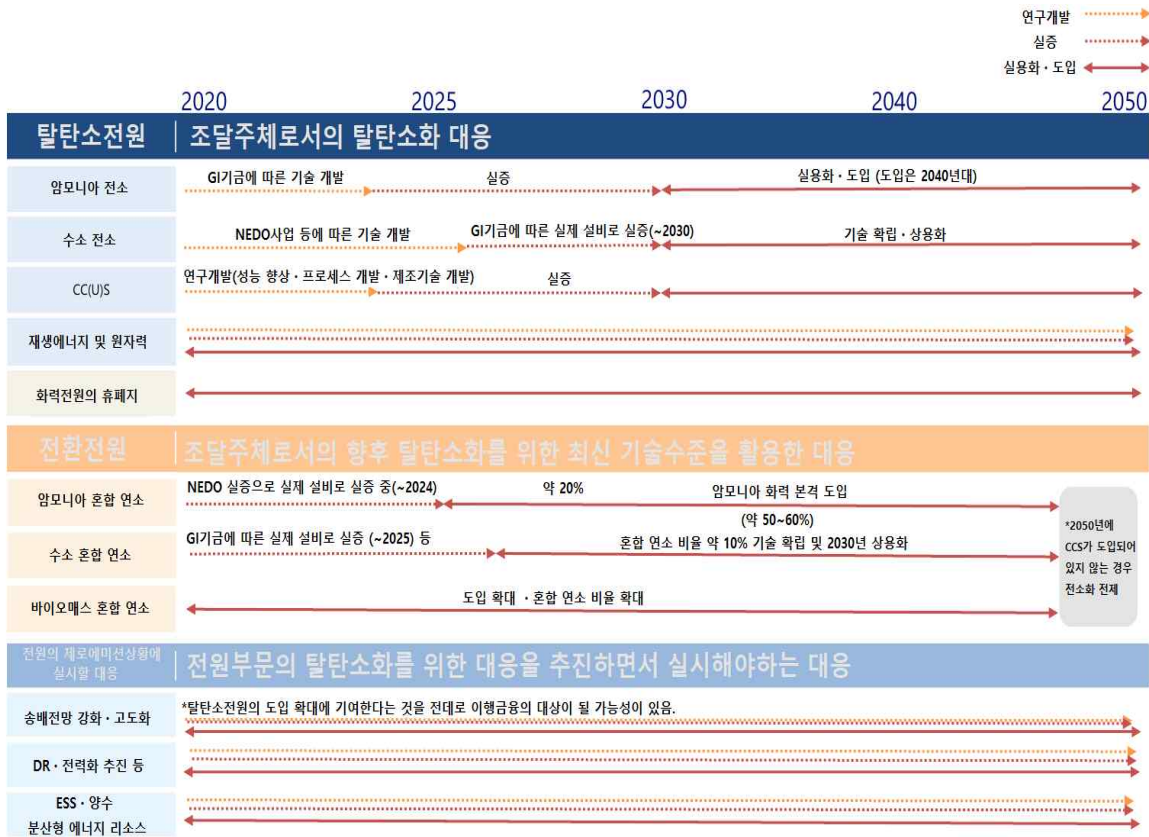 연구개발
실증
실용화 · 도입
2020 2025 2030 2040 2050
탈탄소전원 조달주체로서의 탈탄소화 대응
암모니아 전소 GI기금에 따른 기술 개발 실증 실용화 · 도입 (도입은 2040년대)
수소 전소 NEDO사업 등에 따른 기술 개발 GI기금에 따른 실제 설비로 실증(~2030) 기술 확립 · 상용화
CC(U)S 연구개발(성능 향상 · 프로세스 개발 · 제조기술 개발) 실증
재생에너지 및 원자력
화력전원의 휴폐지
전환전원 조달주체로서의 향후 탈탄소화를 위한 최신 기술수준을 활용한 대응
암모니아 혼합 연소 NEDO 실증으로 실제 설비로 실증 중(~2024) 약 20% 암모니아 화력 본격 도입
(약 50~60%)
수소 혼합 연소 GI기금에 따른 실제 설비로 실증 (~2025) 등 혼합 연소 비율 약 10% 기술 확립 및 2030년 상용화
*2050년에
CCS가 도입되어
있지 않는 경우
전소화 전제
바이오매스 혼합 연소 도입 확대 · 혼합 연소 비율 확대
전원의 제로에미션상황에
실시할 대응
전원부문의 탈탄소화를 위한 대응을 추진하면서 실시해야하는 대응
송배전망 강화 · 고도화 *탈탄소전원의 도입 확대에 기여한다는 것을 전데로 이행금융의 대상이 될 가능성이 있음.
DR · 전력화 추진 등
ESS · 양수
분산형 에너지 리소스